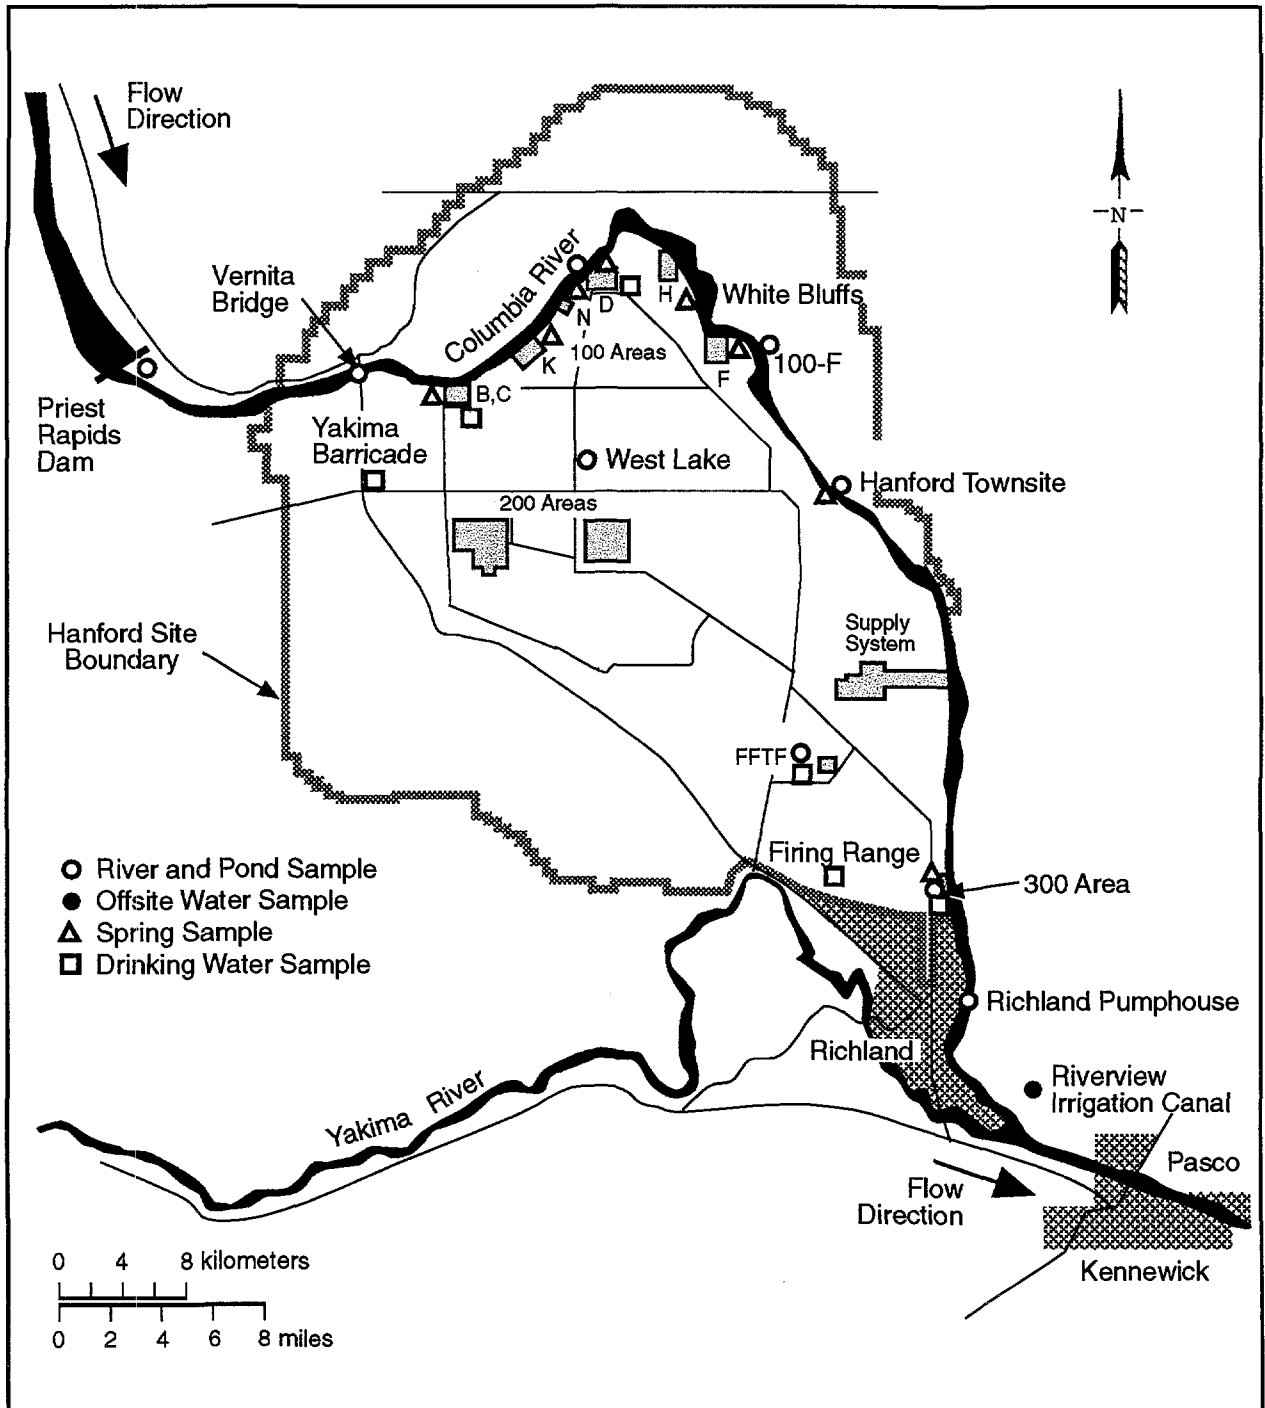 Flow
Direction
N
Vernita
Bridge
Columbia River
White Bluffs
H
D
N
K
100 Areas
F
100-F
B,C
Priest
Rapids
Dam
Yakima
Barricade
West Lake
Hanford Townsite
200 Areas
Hanford Site
Boundary
Supply
System
FFTF
Firing Range
300 Area
River and Pond Sample
Offsite Water Sample
Spring Sample
Drinking Water Sample
Richland Pumphouse
Richland
Riverview
Irrigation Canal
Yakima River
Pasco
Flow
Direction
Kennewick
0 4 8 kilometers
0 2 4 6 8 miles